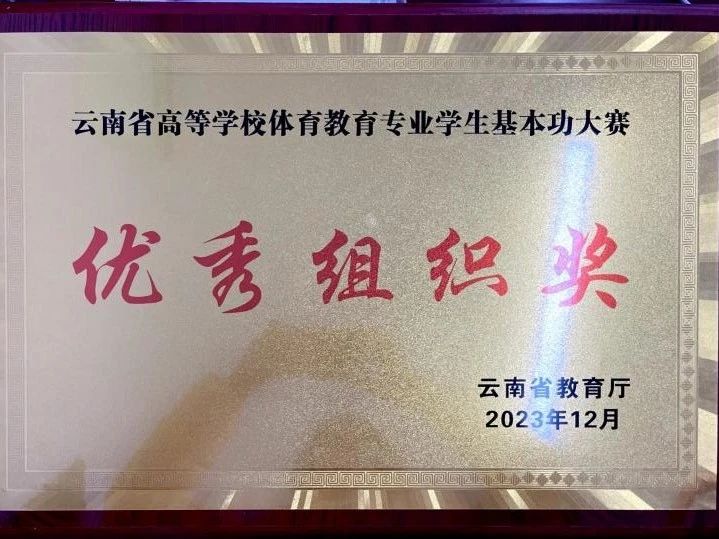 云南省高等学校体育教育专业学生基本功大赛
优秀组织奖
云南省教育厅
2023年12月